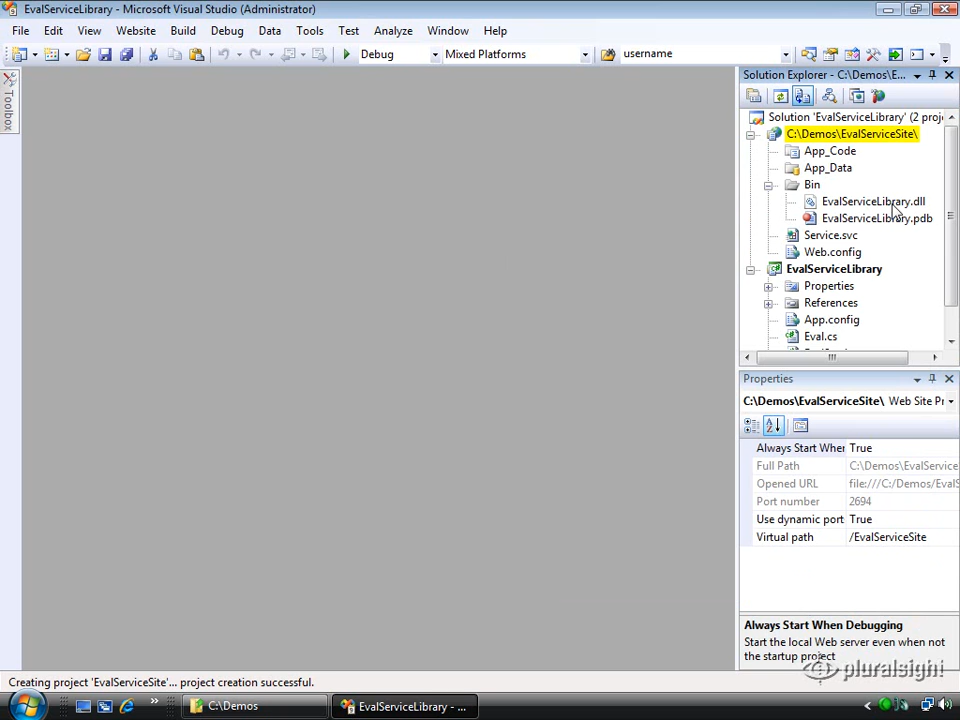 EvalServiceLibrary - Microsoft Visual Studio (Administrator)
File Edit View Website Build Debug Data Tools Test Analyze Window Help
Debug Mixed Platforms username
Toolbox
Solution Explorer - C:\Demos\E...
Solution 'EvalServiceLibrary' (2 proj
C:\Demos\EvalServiceSite\
App_Code
App_Data
Bin
EvalServiceLibrary.dll
EvalServiceLibrary.pdb
Service.svc
Web.config
EvalServiceLibrary
Properties
References
App.config
Eval.cs
Properties
C:\Demos\EvalServiceSite\ Web Site Pr
Always Start Wher True
Full Path C:\Demos\EvalService
Opened URL file:///C:/Demos/EvalS
Port number 2694
Use dynamic port True
Virtual path /EvalServiceSite
Always Start When Debugging
Start the local Web server even when not
the startup project
pluralsight
Creating project 'EvalServiceSite'... project creation successful.
C:\Demos
EvalServiceLibrary - ...